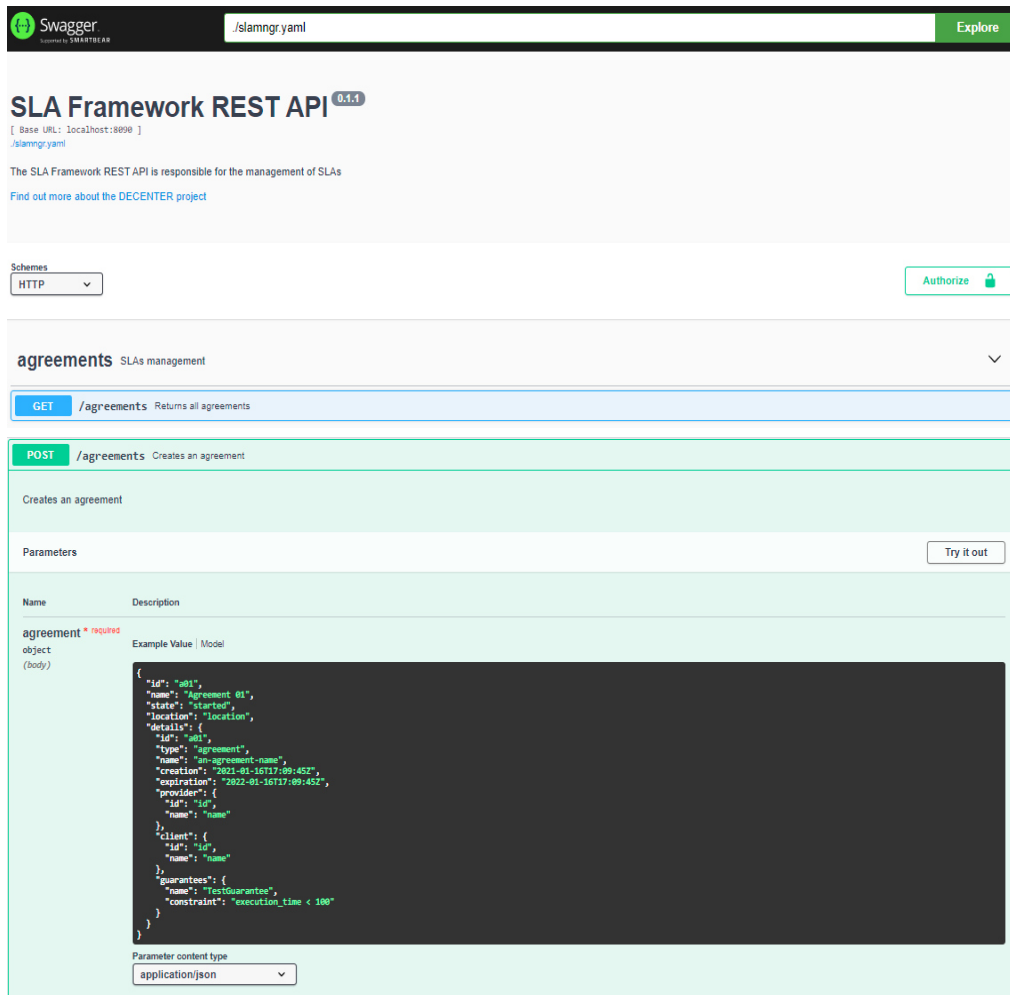 Swagger.
Supported by SMARTBEAR
./slamngr.yaml
Explore
SLA Framework REST API 0.1.1
[ Base URL: localhost:8090 ]
./slamngr.yaml
The SLA Framework REST API is responsible for the management of SLAs
Find out more about the DECENTER project
Schemes
HTTP
Authorize
agreements SLAs management
GET /agreements Returns all agreements
POST /agreements Creates an agreement
Creates an agreement
Parameters
Try it out
Name Description
agreement * required
object
(body)
Example Value | Model
{
"id": "a01",
"name": "Agreement 01",
"state": "started",
"location": "location",
"details": {
"id": "a01",
"type": "agreement",
"name": "an-agreement-name",
"creation": "2021-01-16T17:09:45Z",
"expiration": "2022-01-16T17:09:45Z",
"provider": {
"id": "id",
"name": "name"
},
"client": {
"id": "id",
"name": "name"
},
"guarantees": {
"name": "TestGuarantee",
"constraint": "execution_time < 100"
}
}
}
Parameter content type
application/json